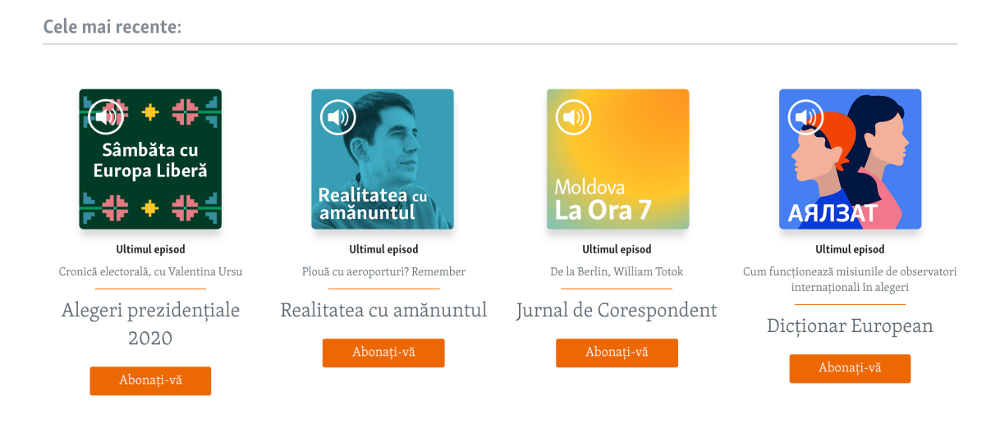 Cele mai recente:
Sâmbăta cu
Europa Liberă
Ultimul episod
Cronică electorală, cu Valentina Ursu
Alegeri prezidențiale
2020
Abonați-vă
Realitatea cu
amănuntul
Ultimul episod
Plouă cu aeroporturi? Remember
Realitatea cu amănuntul
Abonați-vă
Moldova
La Ora 7
Ultimul episod
De la Berlin, William Totok
Jurnal de Corespondent
Abonați-vă
АЯЛЗАТ
Ultimul episod
Cum funcționează misiunile de observatori
internaționali în alegeri
Dicționar European
Abonați-vă